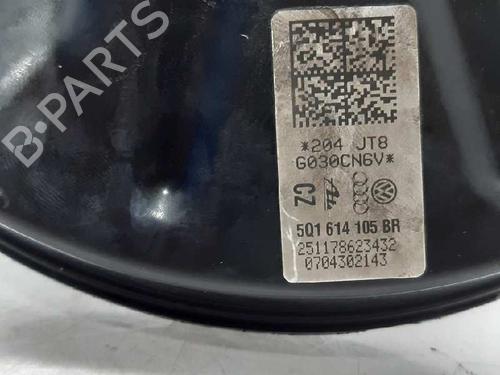 B-PARTS
*204 JT8
G030CN6V*
CZ
5Q1 614 105 BR
251178623432
0704302143